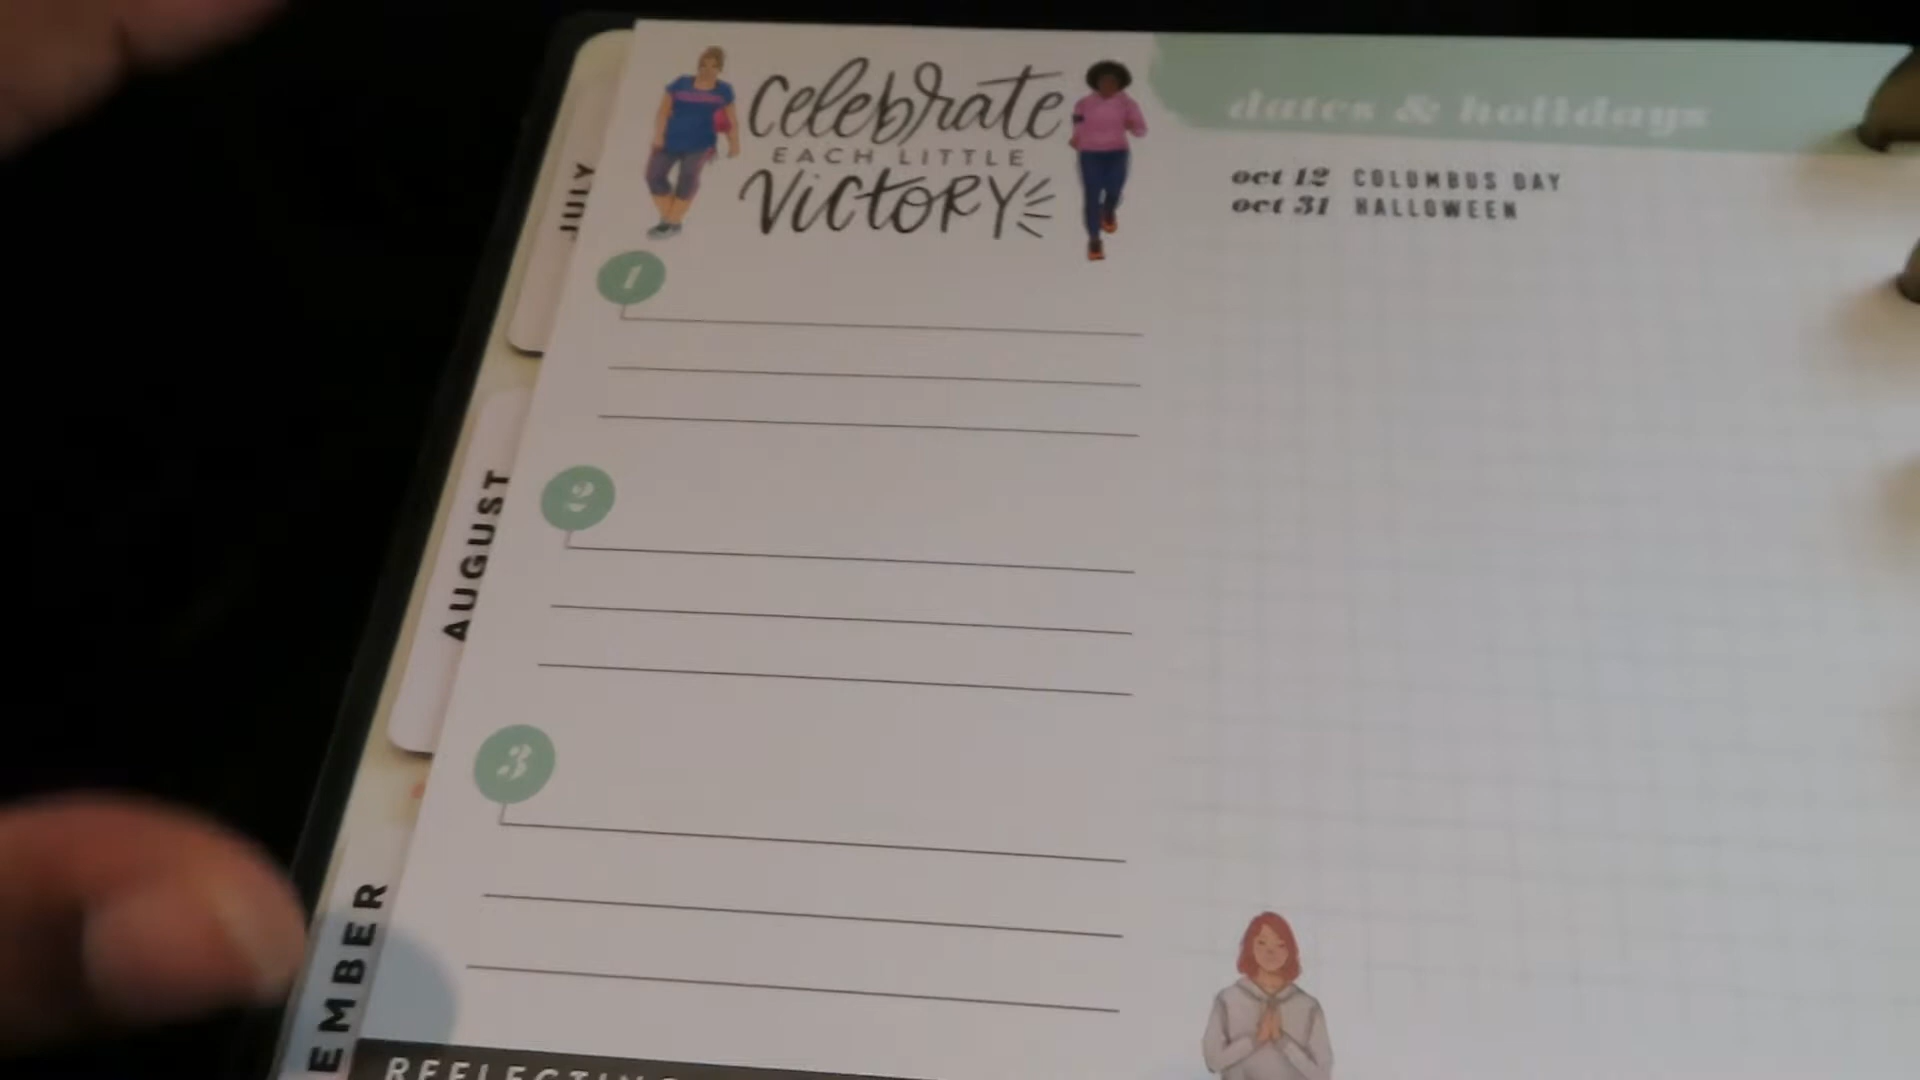 Celebrate
EACH LITTLE
VICTORY
dates & holidays
oct 12 COLUMBUS DAY
oct 31 HALLOWEEN
1
2
3
JULY
AUGUST
EMBER